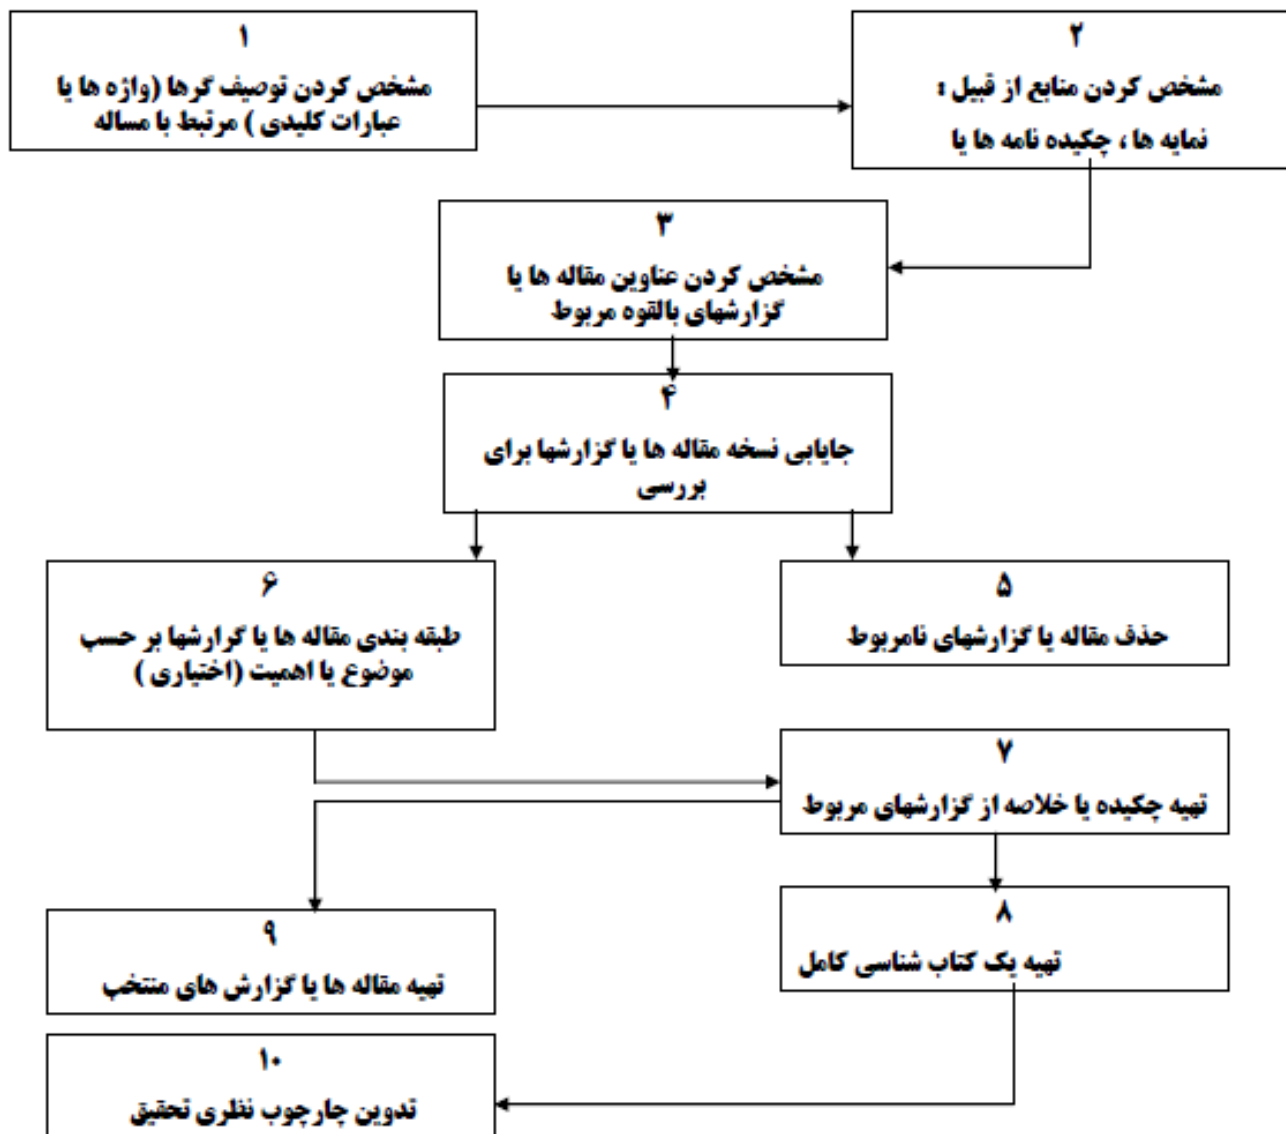 ۱
مشخص کردن توصیف گرها (واژه ها یا
عبارات کلیدی ) مرتبط با مساله
۲
مشخص کردن منابع از قبیل :
نمایه ها ، چکیده نامه ها یا
۳
مشخص کردن عناوین مقاله ها یا
گزارشهای بالقوه مربوط
۴
جایابی نسخه مقاله ها یا گزارشها برای
بررسی
۵
حذف مقاله یا گزارشهای نامربوط
۶
طبقه بندی مقاله ها یا گرارشها بر حسب
موضوع یا اهمیت (اختیاری )
۷
تهیه چکیده یا خلاصه از گزارشهای مربوط
۸
تهیه یک کتاب شناسی کامل
۹
تهیه مقاله ها یا گزارش های منتخب
۱۰
تدوین چارچوب نظری تحقیق